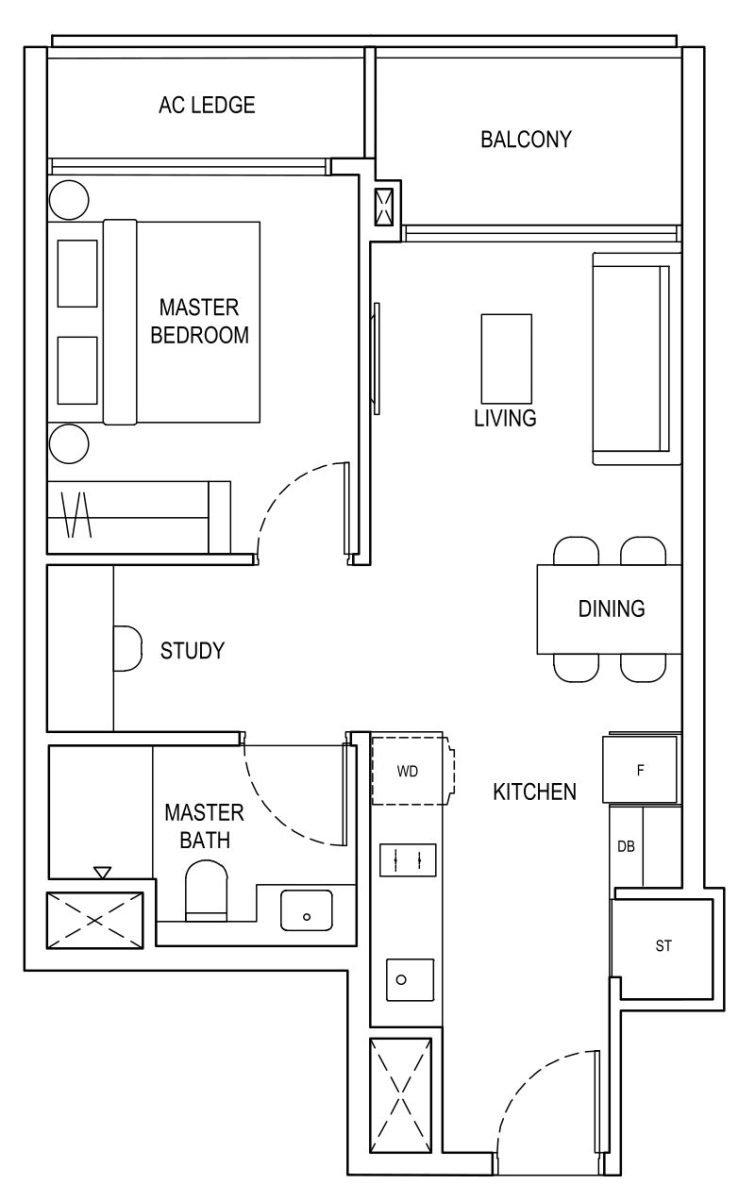 AC LEDGE
BALCONY
MASTER
BEDROOM
LIVING
DINING
STUDY
WD
KITCHEN
F
MASTER
BATH
DB
ST